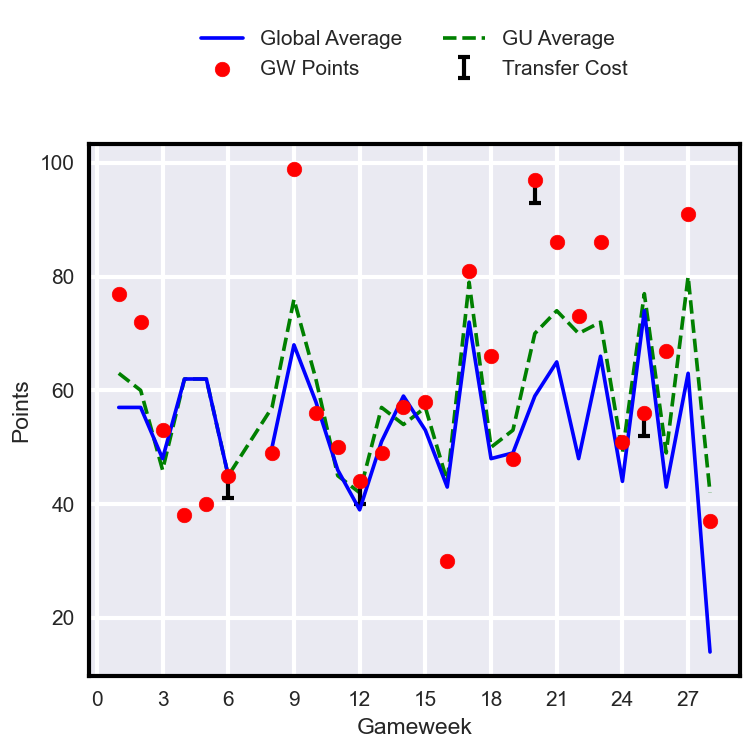 Global Average
GU Average
GW Points
Transfer Cost
100
80
60
40
20
Points
0 3 6 9 12 15 18 21 24 27
Gameweek